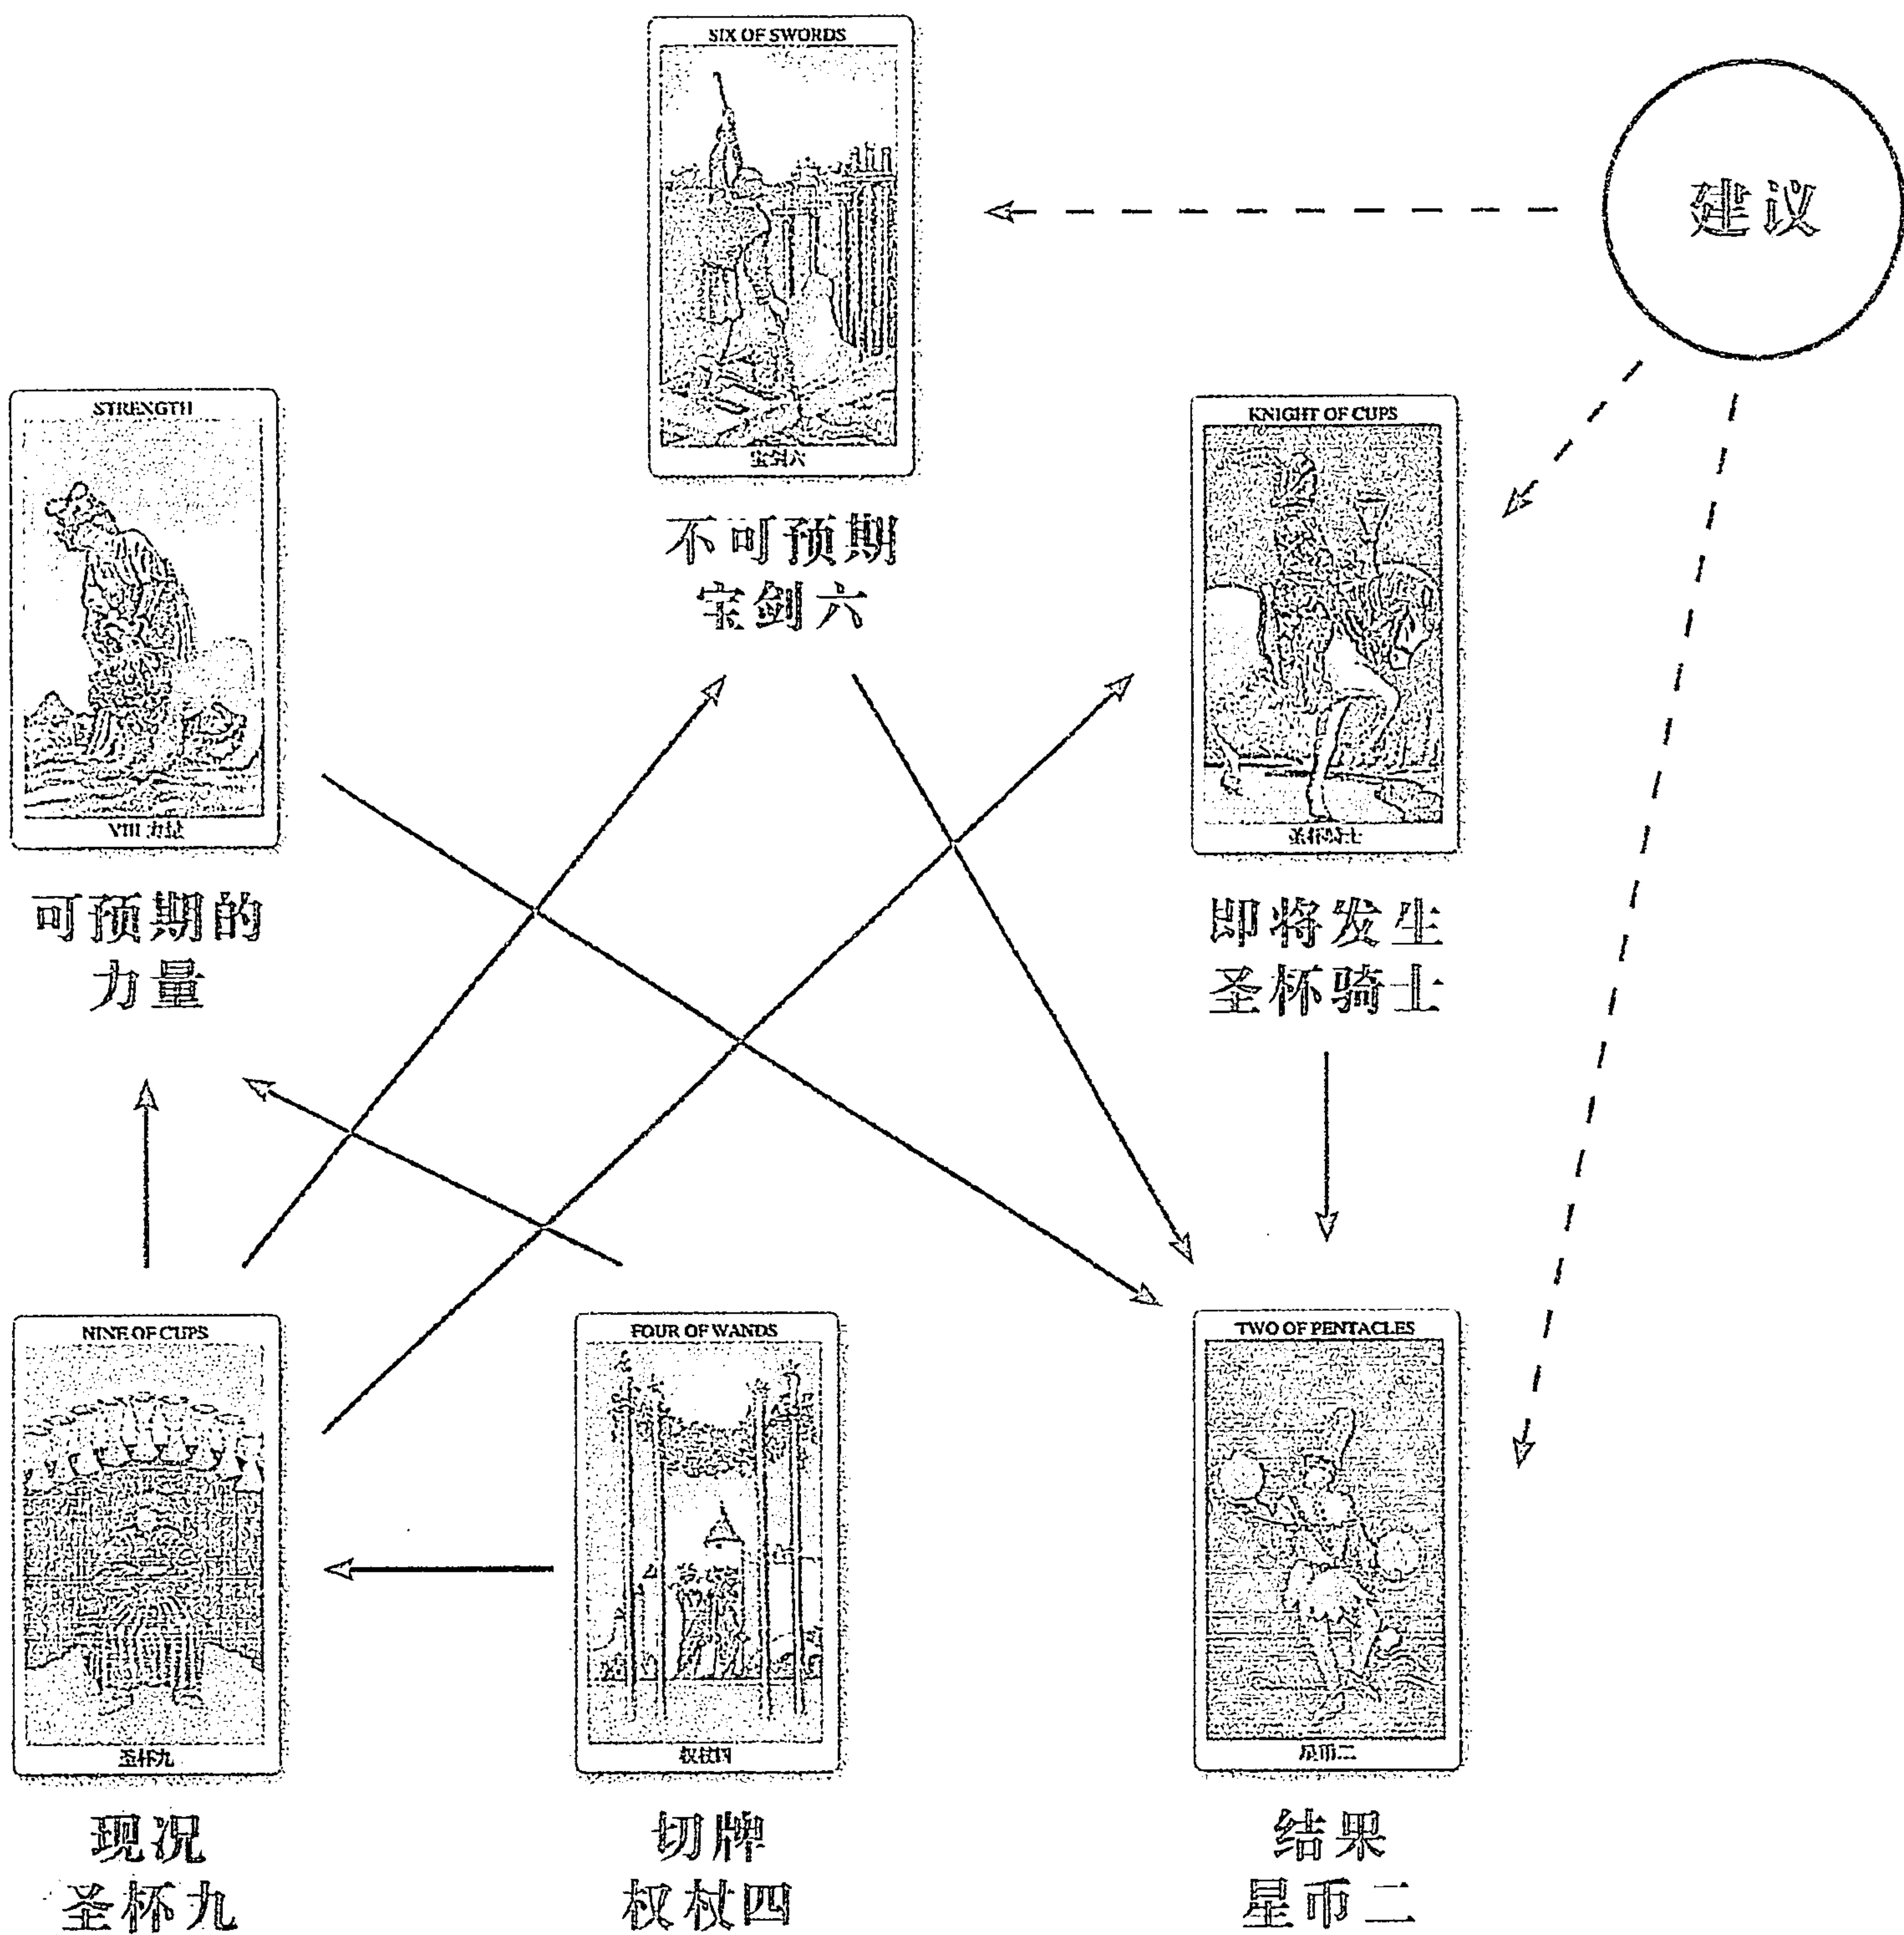 SIX OF SWORDS
宝剑六
不可预期
宝剑六
建议
STRENGTH
VIII 力量
可预期的
力量
KNIGHT OF CUPS
圣杯骑士
即将发生
圣杯骑士
NINE OF CUPS
圣杯九
现况
圣杯九
FOUR OF WANDS
权杖四
切牌
权杖四
TWO OF PENTACLES
星币二
结果
星币二